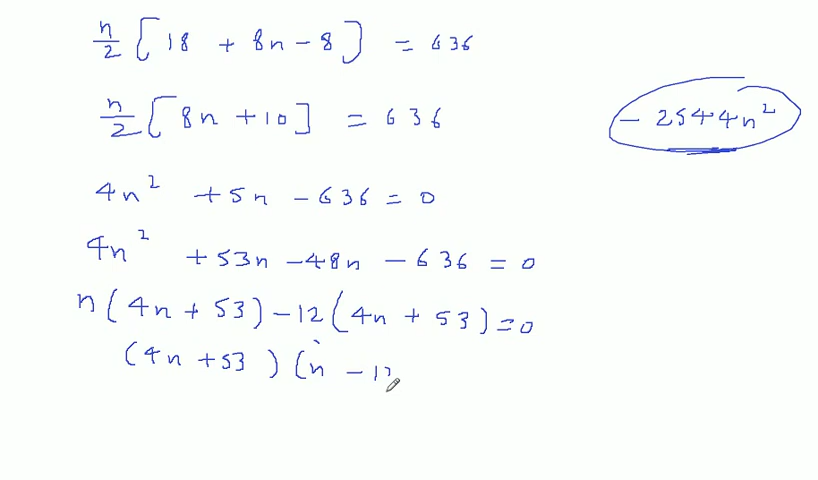 n/2 [18 + 8n - 8] = 636
n/2 [8n + 10] = 636
- 2544n²
4n² + 5n - 636 = 0
4n² + 53n - 48n - 636 = 0
n(4n + 53) - 12(4n + 53) = 0
(4n + 53)(n - 1